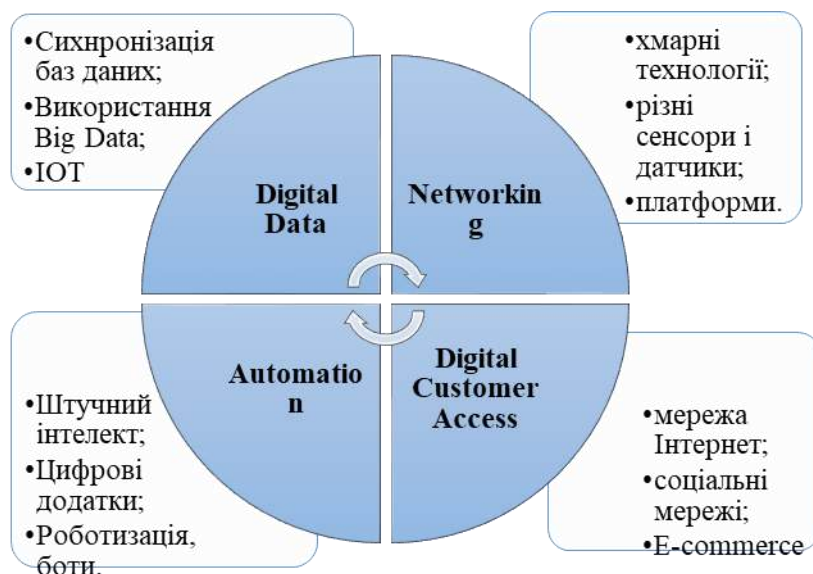 •Сихнронізація
баз даних;
•Використання
Big Data;
•IOT
•хмарні
технології;
•різні
сенсори і
датчики;
•платформи.
Digital
Data
Networkin
g
Automatio
n
Digital
Customer
Access
•Штучний
інтелект;
•Цифрові
додатки;
•Роботизація,
боти.
•мережа
Інтернет;
•соціальні
мережі;
•E-commerce